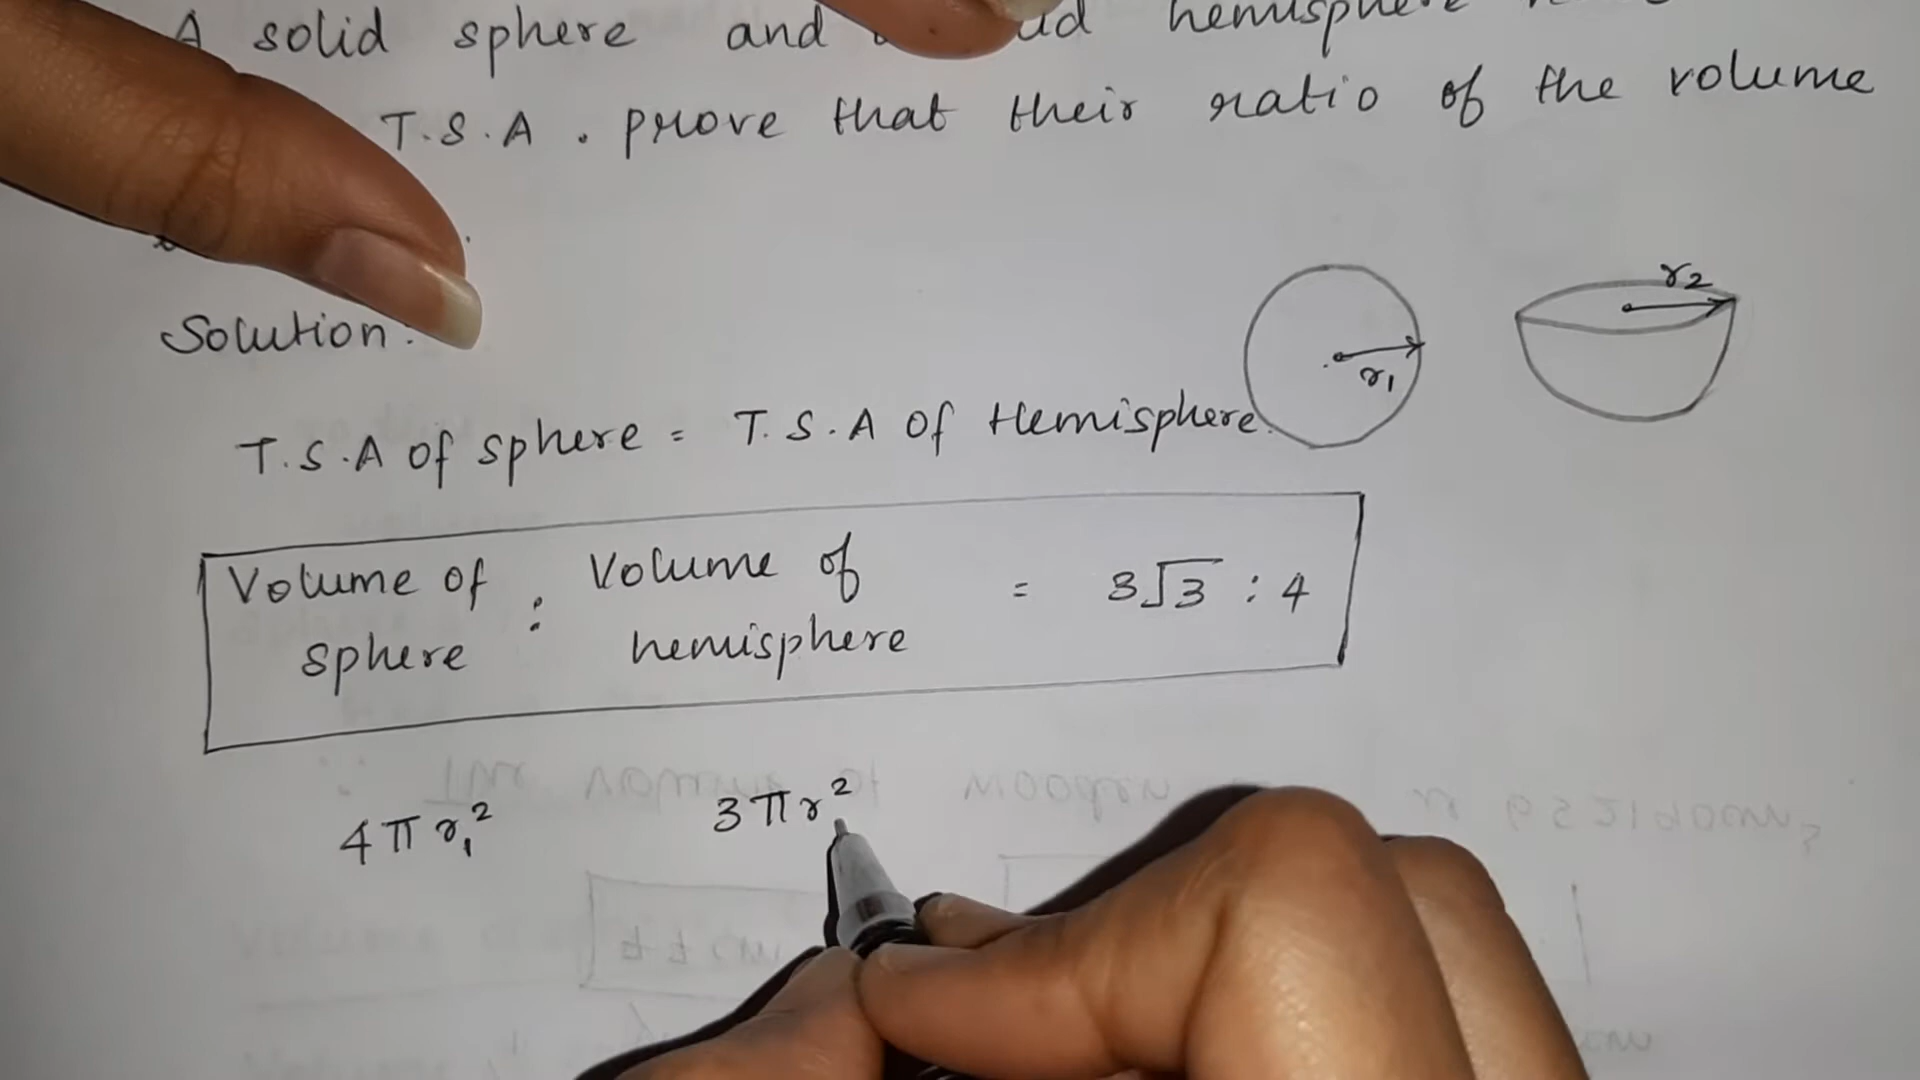 A solid sphere and hemisphere
T.S.A. prove that their ratio of the volume
Solution:
r2
r1
T.S.A of sphere = T.S.A of Hemisphere.
Volume of : Volume of = 3√3 : 4
sphere hemisphere
4πr₁² 3πr²